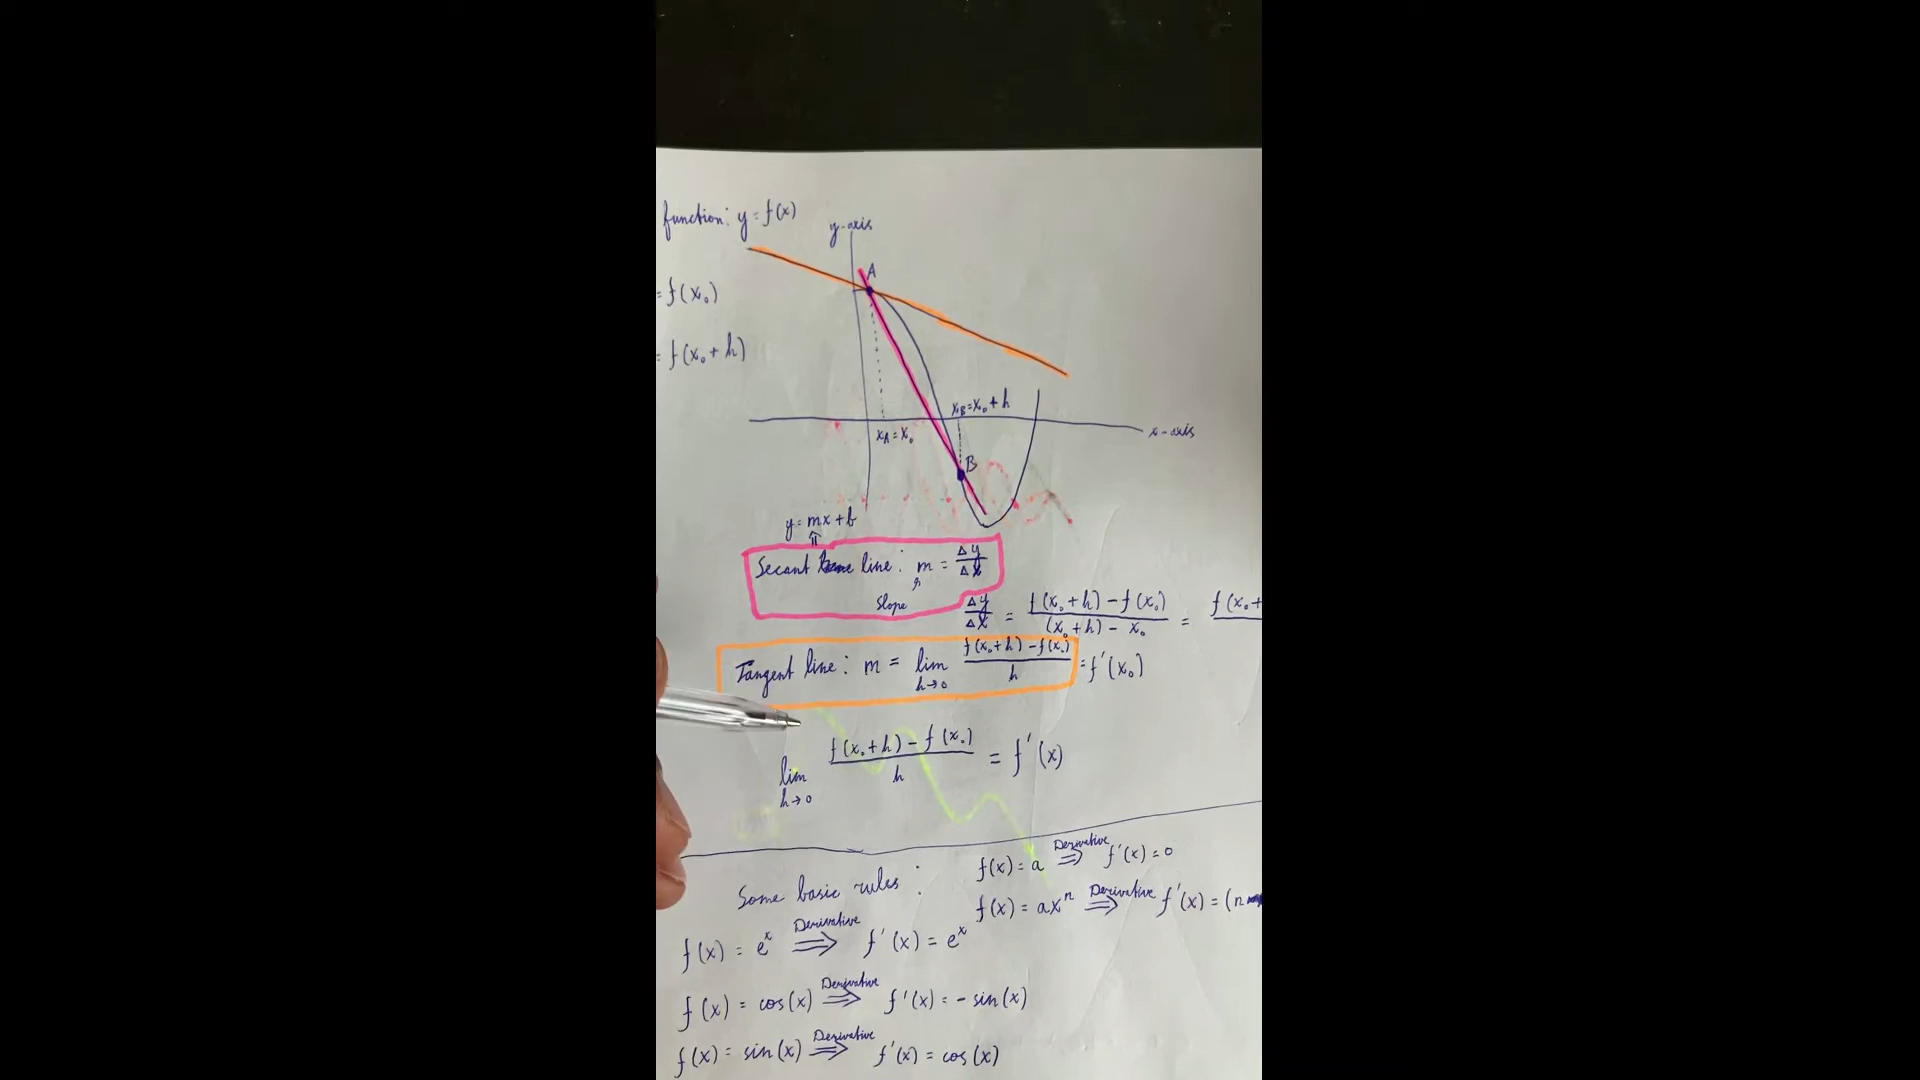 function: y = f(x)
y-axis
= f(x₀)
A
= f(x₀ + h)
x_B = x₀ + h
x_A = x₀
x-axis
B
y = mx + b
Secant line : m = Δy/Δx
slope
Δy/Δx = f(x₀ + h) - f(x₀)/(x₀ + h) - x₀ = f(x₀ +
Tangent line : m = lim h→0 f(x₀ + h) - f(x₀)/h = f'(x₀)
lim h→0 f(x₀ + h) - f(x₀)/h = f'(x)
Some basic rules :
f(x) = a Derivative ⇒ f'(x) = 0
f(x) = axⁿ Derivative ⇒ f'(x) = (n
f(x) = eˣ Derivative ⇒ f'(x) = eˣ
f(x) = cos(x) Derivative ⇒ f'(x) = - sin(x)
f(x) = sin(x) Derivative ⇒ f'(x) = cos(x)